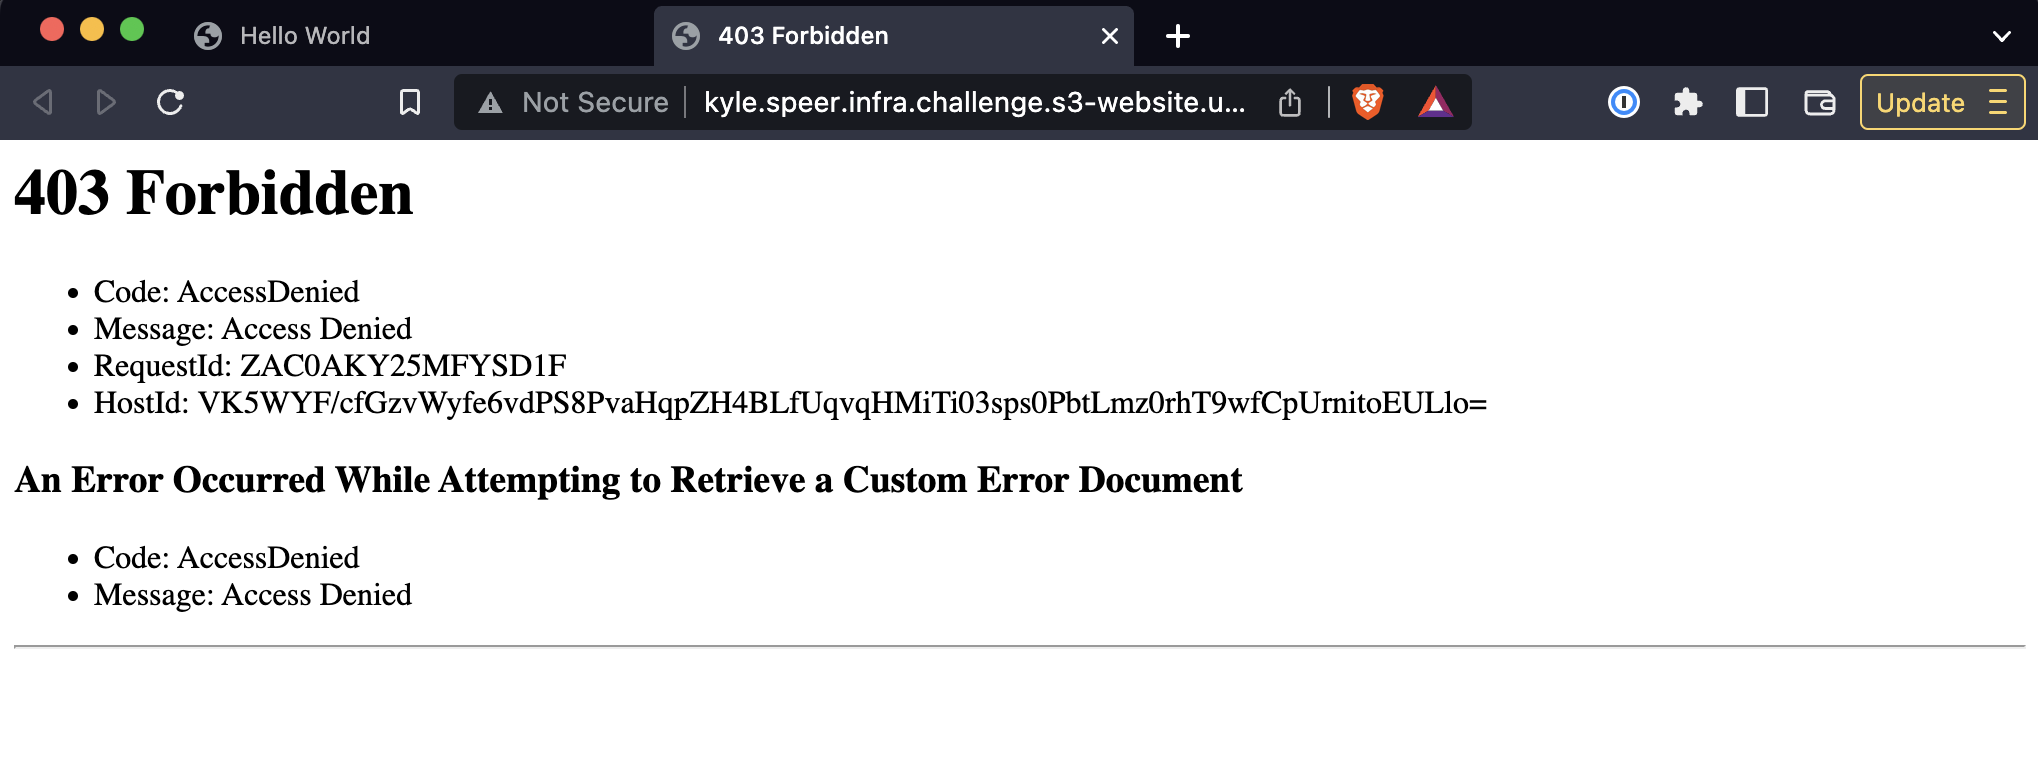 Hello World
403 Forbidden
Not Secure
kyle.speer.infra.challenge.s3-website.u...
Update
403 Forbidden
• Code: AccessDenied
• Message: Access Denied
• RequestId: ZAC0AKY25MFYSD1F
• HostId: VK5WYF/cfGzvWyfe6vdPS8PvaHqpZH4BLfUqvqHMiTi03sps0PbtLmz0rhT9wfCpUrnitoEULlo=
An Error Occurred While Attempting to Retrieve a Custom Error Document
• Code: AccessDenied
• Message: Access Denied